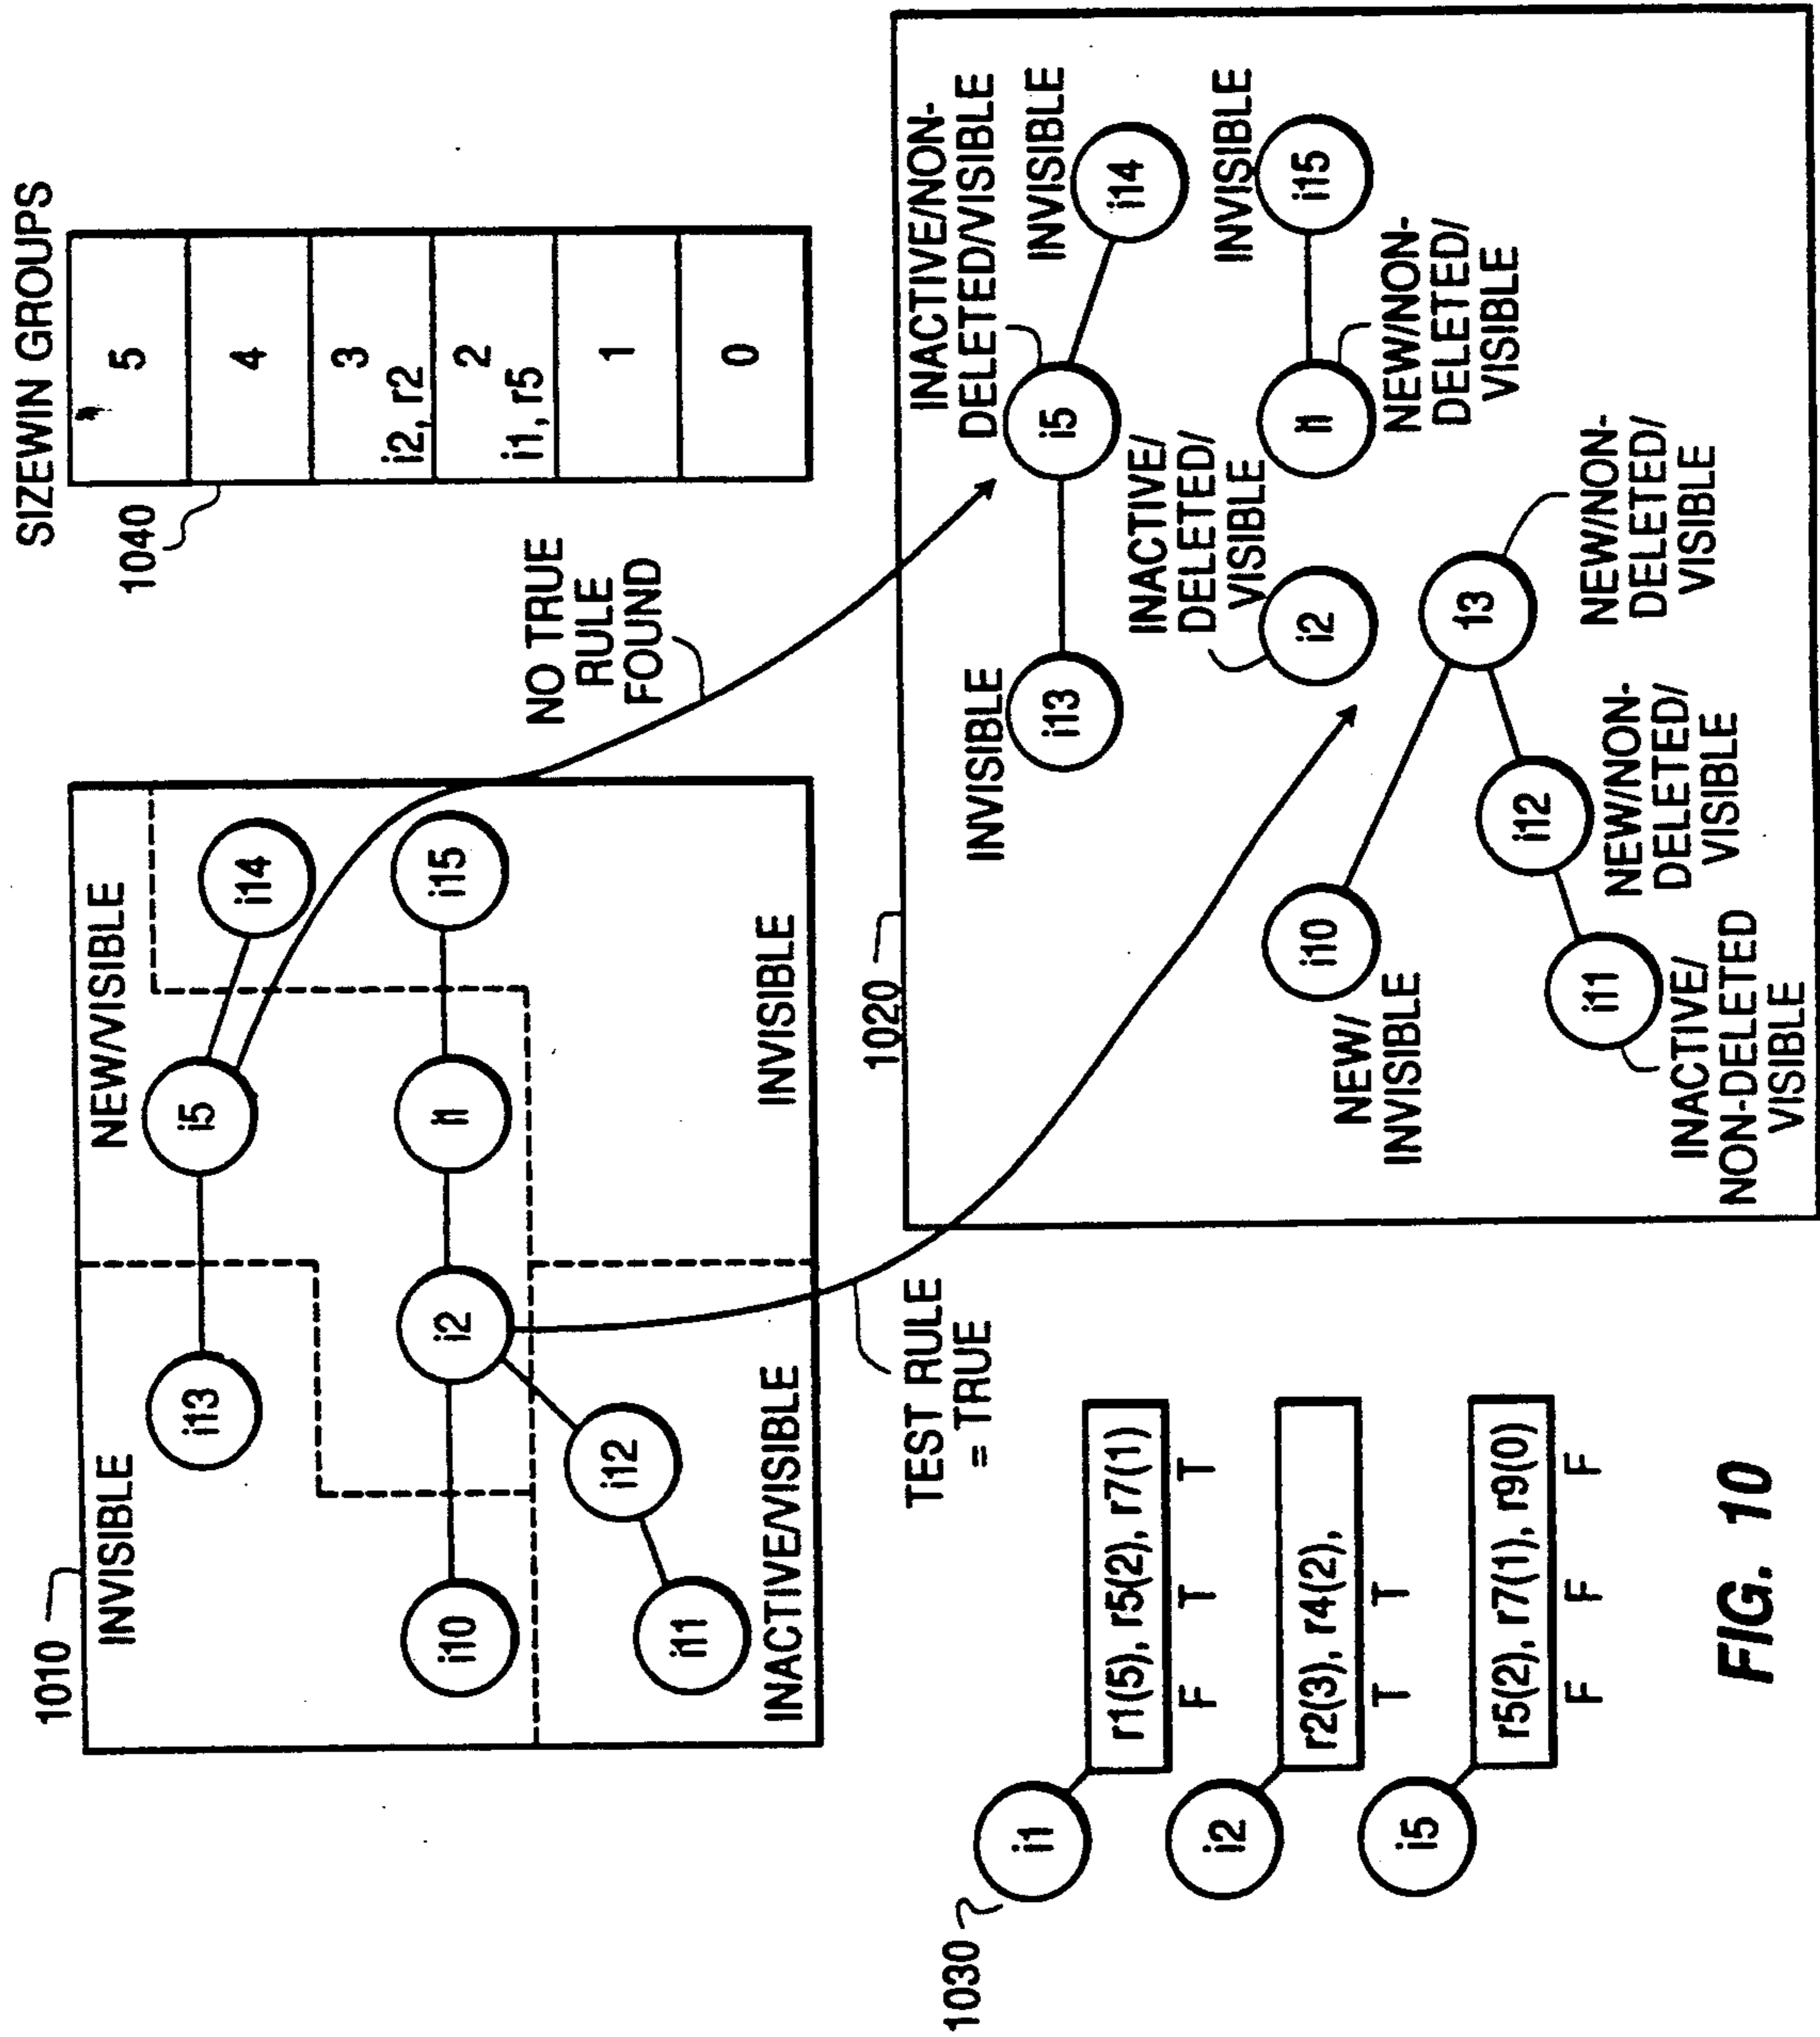 1010
INVISIBLE
NEW/VISIBLE
i13
i5
i14
i10
i2
i1
i15
i12
i11
INACTIVE/VISIBLE
INVISIBLE
SIZEWIN GROUPS
1040
5
4
3
i2, r2
2
i1, r5
1
0
NO TRUE
RULE
FOUND
TEST RULE
= TRUE
1030
i1
r1(5), r5(2), r7(1)
F T T
i2
r2(3), r4(2),
T T
i5
r5(2), r7(1), r9(0)
F F F
1020
INVISIBLE
i13
INACTIVE/NON-
DELETED/VISIBLE
i5
INVISIBLE
i14
INACTIVE/
DELETED/
VISIBLE
i2
i1
INVISIBLE
i15
NEW/NON-
DELETED/
VISIBLE
NEW/
INVISIBLE
i10
13
NEW/NON-
DELETED/
VISIBLE
i12
NEW/NON-
DELETED/
VISIBLE
i11
INACTIVE/
NON-DELETED
VISIBLE
FIG. 10